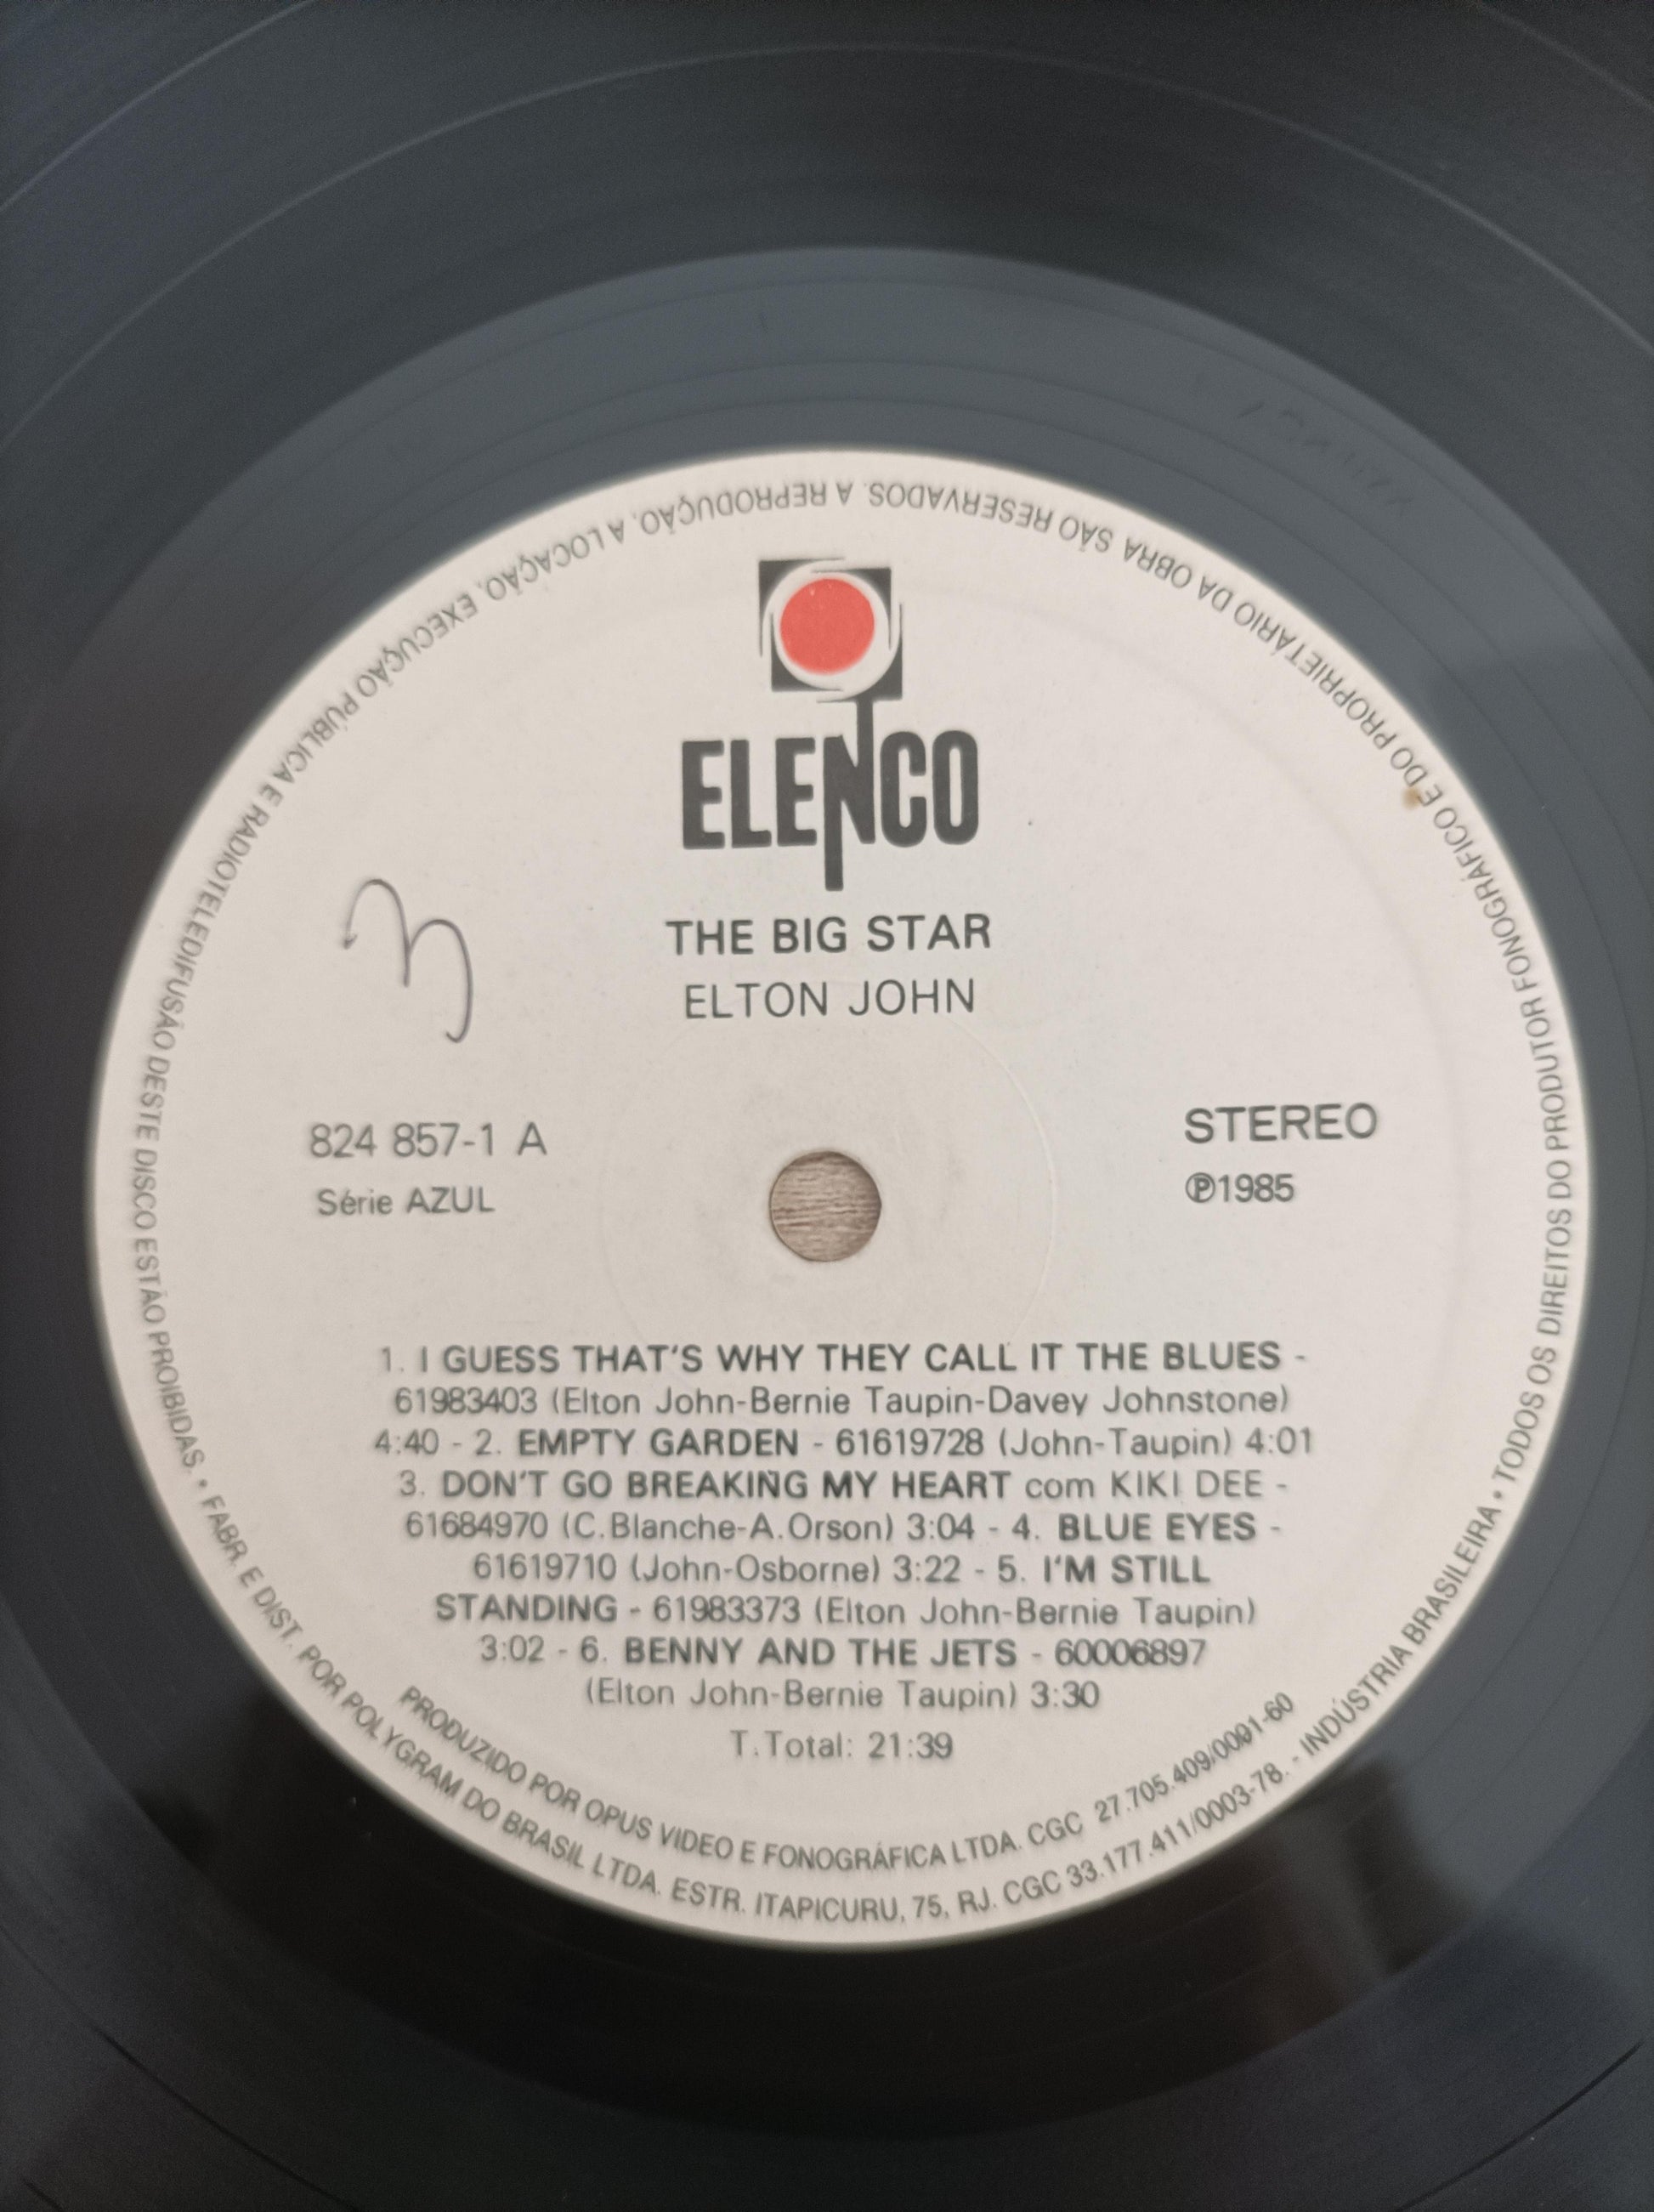 ELENCO
THE BIG STAR
ELTON JOHN
3
824 857-1 A
Série AZUL
STEREO
℗1985
1. I GUESS THAT'S WHY THEY CALL IT THE BLUES -
61983403 (Elton John-Bernie Taupin-Davey Johnstone)
4:40 - 2. EMPTY GARDEN - 61619728 (John-Taupin) 4:01
3. DON'T GO BREAKING MY HEART com KIKI DEE -
61684970 (C.Blanche-A.Orson) 3:04 - 4. BLUE EYES -
61619710 (John-Osborne) 3:22 - 5. I'M STILL
STANDING - 61983373 (Elton John-Bernie Taupin)
3:02 - 6. BENNY AND THE JETS - 60006897
(Elton John-Bernie Taupin) 3:30
T.Total: 21:39
PRODUZIDO POR OPUS VIDEO E FONOGRÁFICA LTDA. CGC 27.705.409/0091-60
• FABR. E DIST. POR POLYGRAM DO BRASIL LTDA. ESTR. ITAPICURU, 75, RJ. CGC 33.177.411/0003-78. - INDÚSTRIA BRASILEIRA • TODOS OS DIREITOS DO PRODUTOR FONOGRÁFICO E DO PROPRIETÁRIO DA OBRA SÃO RESERVADOS. A REPRODUÇÃO, A LOCAÇÃO, EXECUÇÃO PÚBLICA E RADIOTELEDIFUSÃO DESTE DISCO ESTÃO PROIBIDAS.